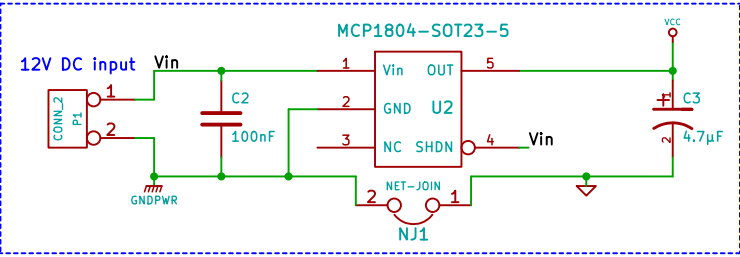 MCP1804-SOT23-5
VCC
12V DC input
Vin
1
Vin
OUT
5
1
CONN_2
P1
2
C2
100nF
2
GND
U2
1
C3
4.7µF
2
3
NC
SHDN
4
Vin
GNDPWR
NET-JOIN
2
1
NJ1